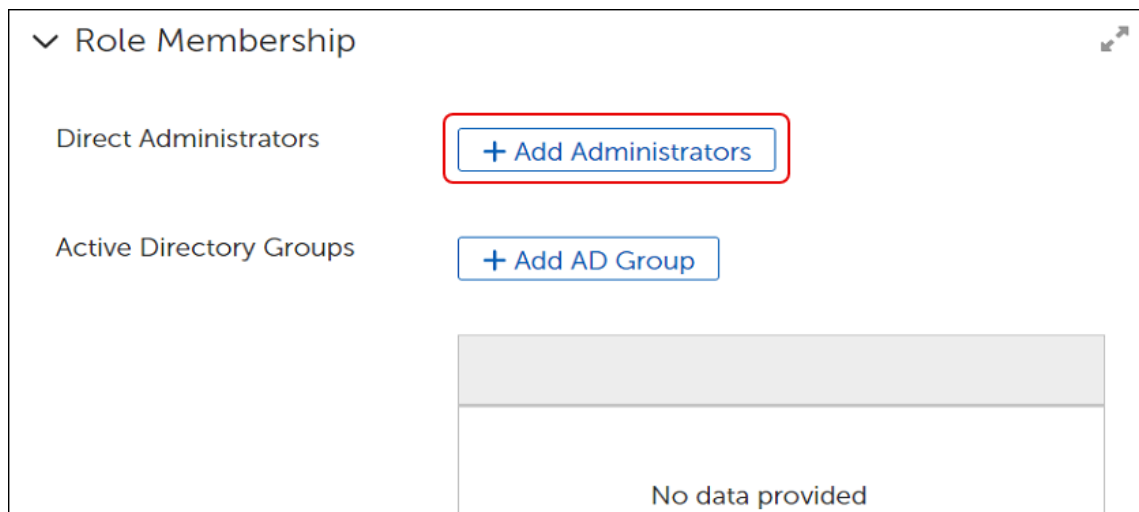 Role Membership
Direct Administrators
+ Add Administrators
Active Directory Groups
+ Add AD Group
No data provided